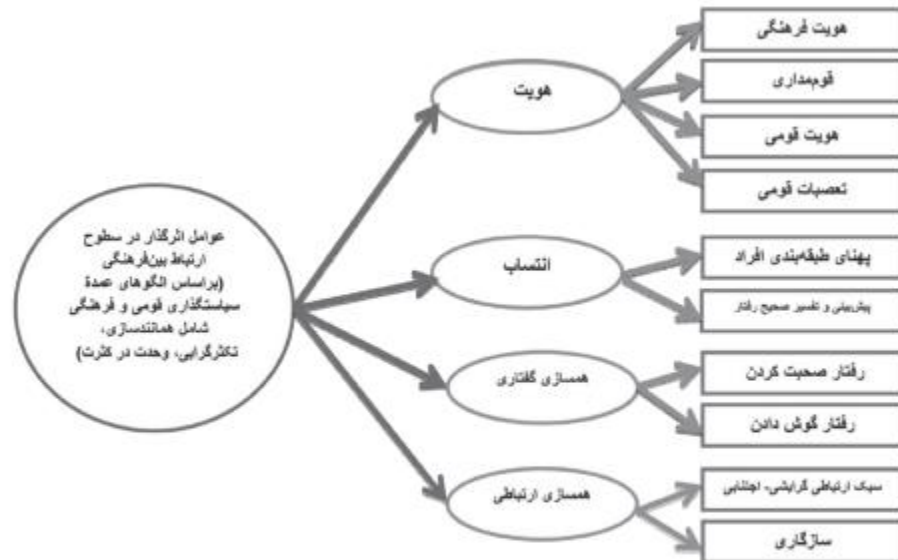 عوامل اثرگذار در سطوح
ارتباط بین‌فرهنگی
(براساس الگوهای عمدۀ
سیاستگذاری قومی و فرهنگی
شامل همانندسازی،
تکثرگرایی، وحدت در کثرت)
هویت
هویت فرهنگی
قوم‌مداری
هویت قومی
تعصبات قومی
انتساب
پهنای طبقه‌بندی افراد
پیش‌بینی و تفسیر صحیح رفتار
همسازی گفتاری
رفتار صحبت کردن
رفتار گوش دادن
همسازی ارتباطی
سبک ارتباطی گرایشی- اجتنابی
سازگاری